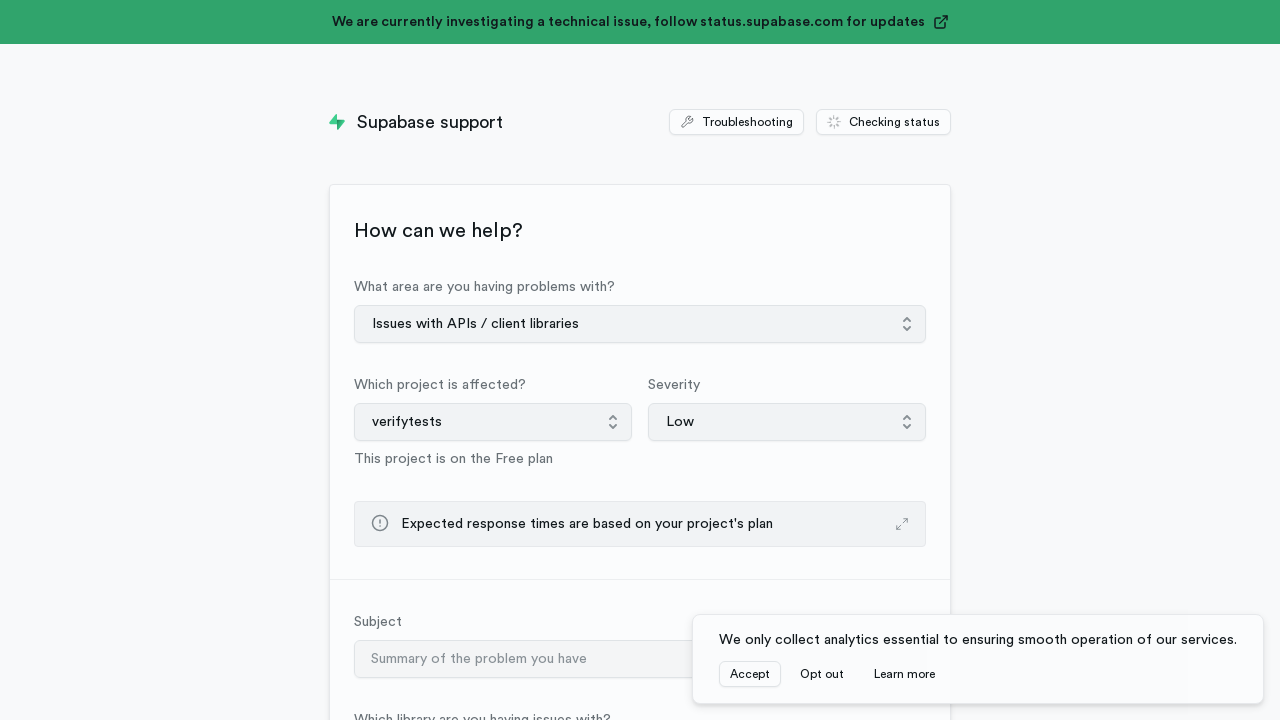 We are currently investigating a technical issue, follow status.supabase.com for updates
Supabase support
Troubleshooting
Checking status
How can we help?
What area are you having problems with?
Issues with APIs / client libraries
Which project is affected?
Severity
verifytests
Low
This project is on the Free plan
Expected response times are based on your project's plan
Subject
Summary of the problem you have
We only collect analytics essential to ensuring smooth operation of our services.
Accept
Opt out
Learn more
Which library are you having issues with?